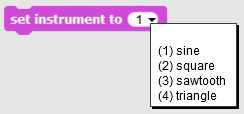 set instrument to 1
(1) sine
(2) square
(3) sawtooth
(4) triangle